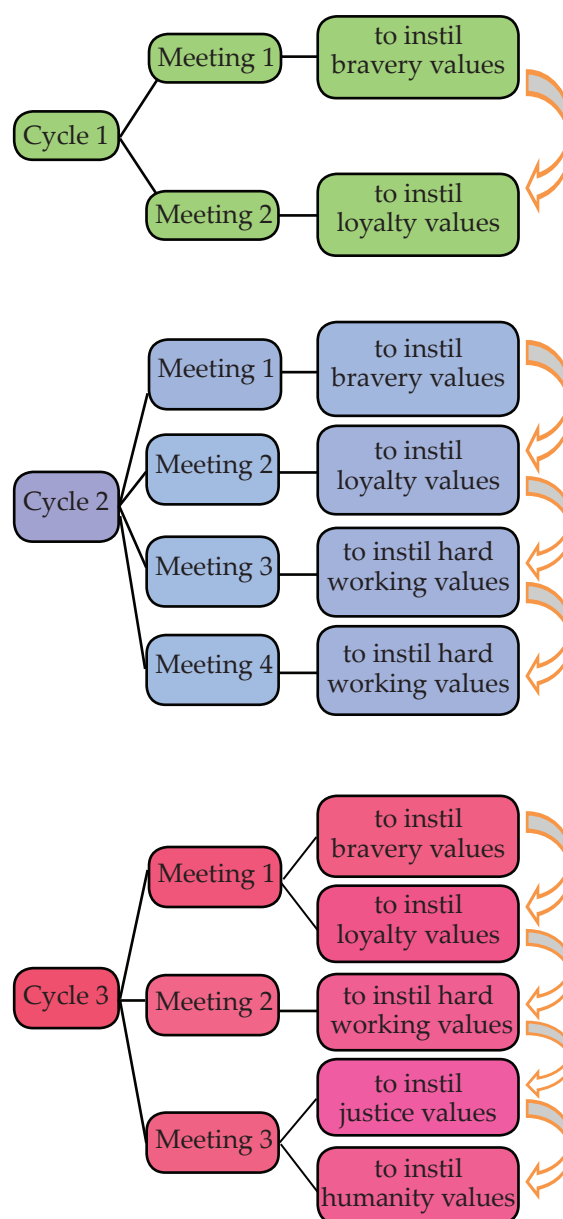 Cycle 1
Meeting 1
to instil
bravery values
Meeting 2
to instil
loyalty values
Cycle 2
Meeting 1
to instil
bravery values
Meeting 2
to instil
loyalty values
Meeting 3
to instil hard
working values
Meeting 4
to instil hard
working values
Cycle 3
Meeting 1
to instil
bravery values
to instil
loyalty values
Meeting 2
to instil hard
working values
Meeting 3
to instil
justice values
to instil
humanity values